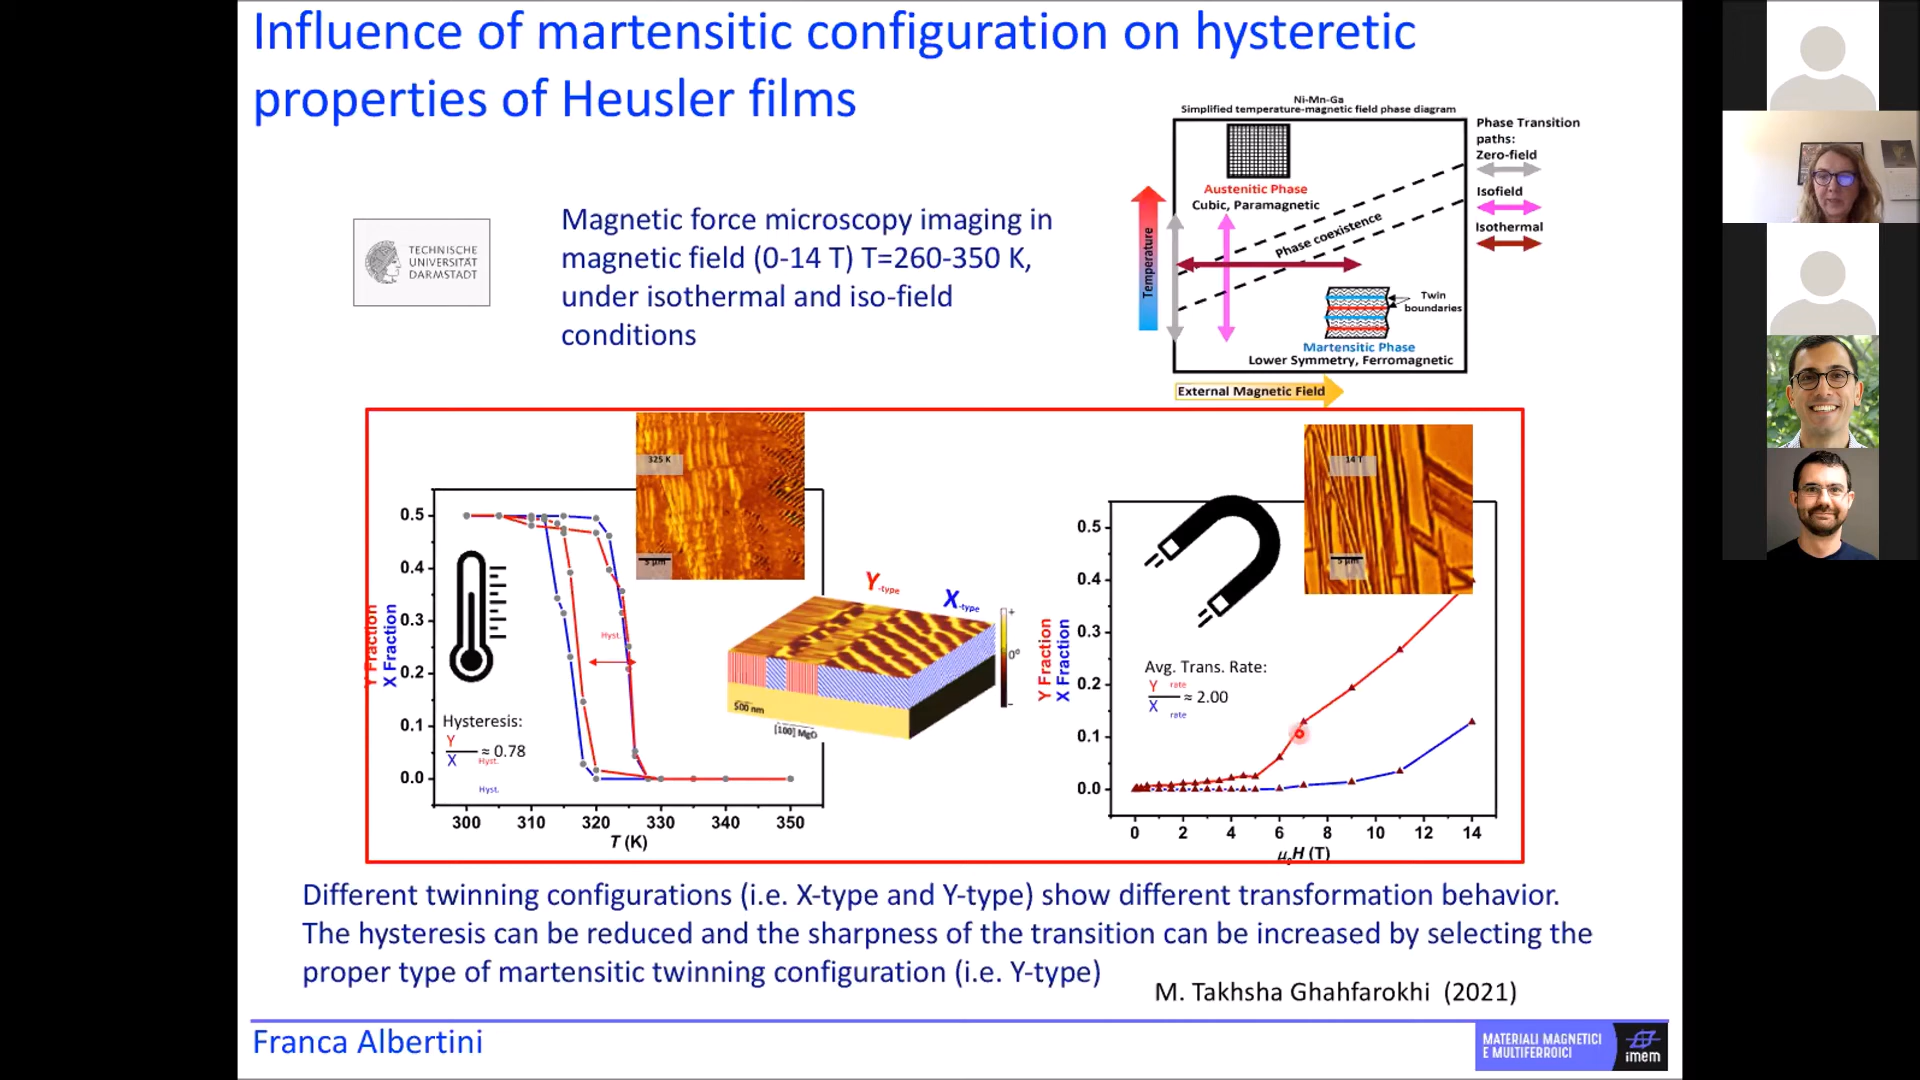 Influence of martensitic configuration on hysteretic
properties of Heusler films
TECHNISCHE
UNIVERSITÄT
DARMSTADT
Magnetic force microscopy imaging in
magnetic field (0-14 T) T=260-350 K,
under isothermal and iso-field
conditions
Ni-Mn-Ga
Simplified temperature-magnetic field phase diagram
Austenitic Phase
Cubic, Paramagnetic
Phase coexistence
Temperature
Twin
boundaries
Martensitic Phase
Lower Symmetry, Ferromagnetic
External Magnetic Field
Phase Transition
paths:
Zero-field
Isofield
Isothermal
325 K
5 µm
Y Fraction
X Fraction
0.5
0.4
0.3
0.2
0.1
0.0
Hyst.
Hysteresis:
Y Hyst.
X Hyst.
≈ 0.78
300 310 320 330 340 350
T (K)
Y-type
X-type
+
0°
-
500 nm
[100] MgO
14 T
5 µm
Y Fraction
X Fraction
0.5
0.4
0.3
0.2
0.1
0.0
Avg. Trans. Rate:
Y rate
X rate
≈ 2.00
0 2 4 6 8 10 12 14
µ₀H (T)
Different twinning configurations (i.e. X-type and Y-type) show different transformation behavior.
The hysteresis can be reduced and the sharpness of the transition can be increased by selecting the
proper type of martensitic twinning configuration (i.e. Y-type)
M. Takhsha Ghahfarokhi (2021)
Franca Albertini
MATERIALI MAGNETICI
E MULTIFERROICI
imem